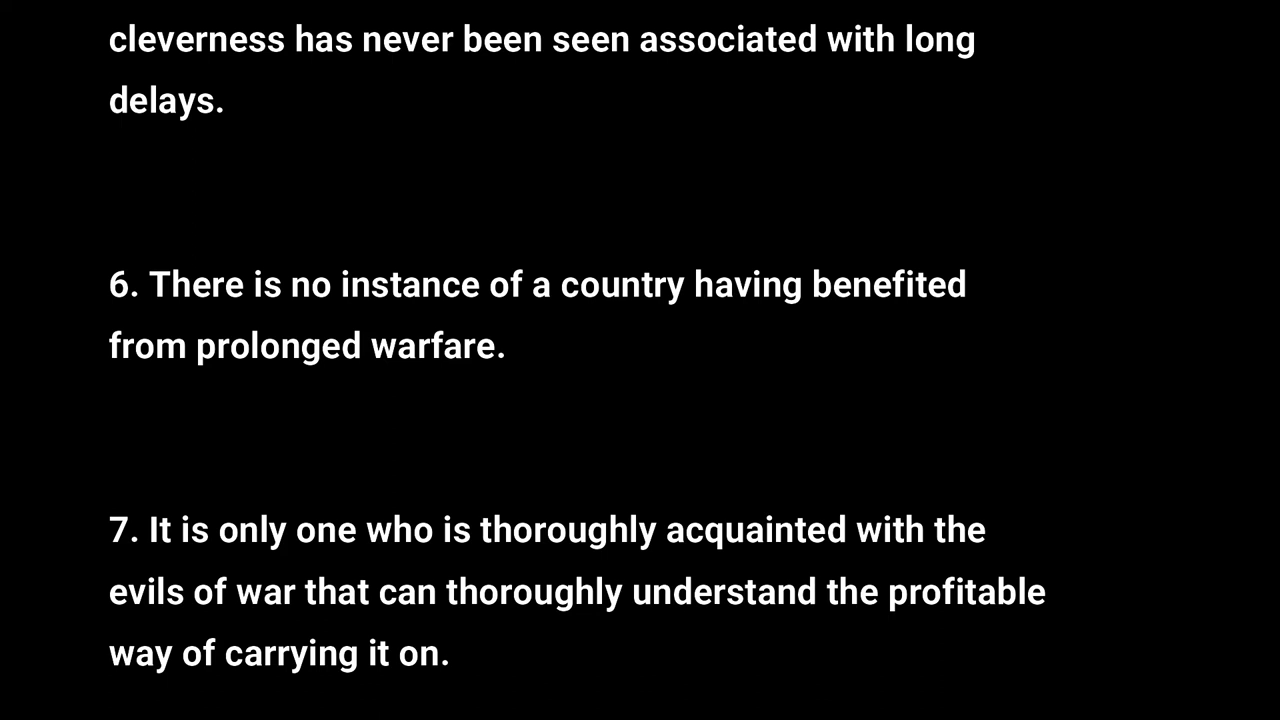 cleverness has never been seen associated with long
delays.
6. There is no instance of a country having benefited
from prolonged warfare.
7. It is only one who is thoroughly acquainted with the
evils of war that can thoroughly understand the profitable
way of carrying it on.